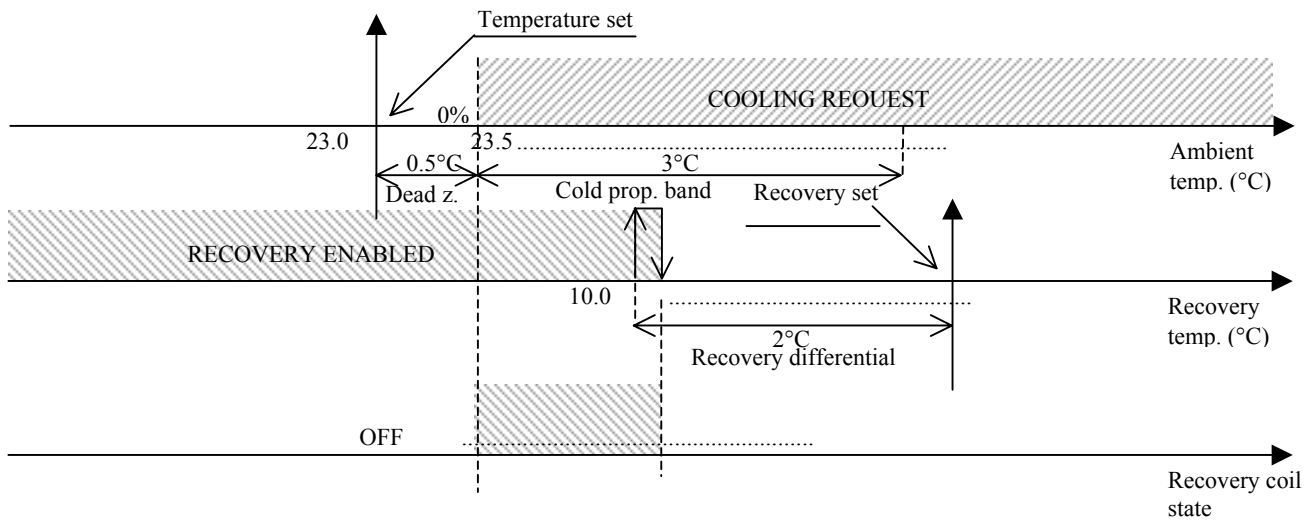 Temperature set
COOLING REOUEST
0%
23.0
23.5
0.5°C
3°C
Ambient
temp. (°C)
Dead z.
Cold prop. band
Recovery set
RECOVERY ENABLED
10.0
2°C
Recovery
temp. (°C)
Recovery differential
OFF
Recovery coil
state